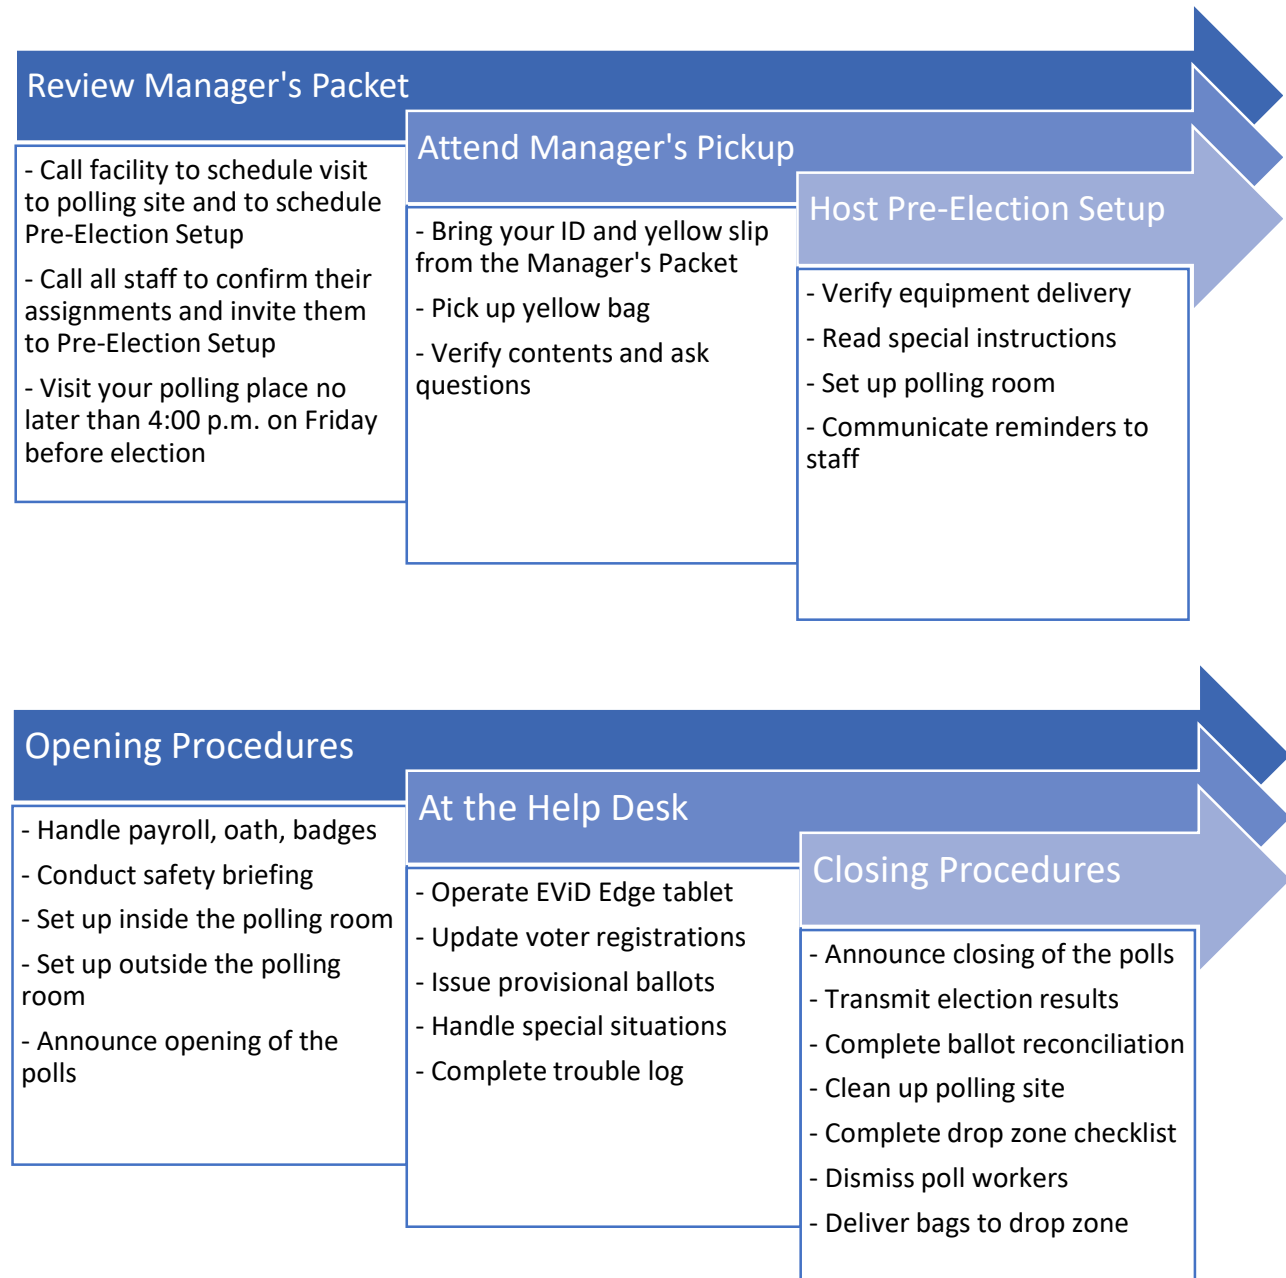 Review Manager's Packet
- Call facility to schedule visit
to polling site and to schedule
Pre-Election Setup
- Call all staff to confirm their
assignments and invite them
to Pre-Election Setup
- Visit your polling place no
later than 4:00 p.m. on Friday
before election
Attend Manager's Pickup
- Bring your ID and yellow slip
from the Manager's Packet
- Pick up yellow bag
- Verify contents and ask
questions
Host Pre-Election Setup
- Verify equipment delivery
- Read special instructions
- Set up polling room
- Communicate reminders to
staff
Opening Procedures
- Handle payroll, oath, badges
- Conduct safety briefing
- Set up inside the polling room
- Set up outside the polling
room
- Announce opening of the
polls
At the Help Desk
- Operate EViD Edge tablet
- Update voter registrations
- Issue provisional ballots
- Handle special situations
- Complete trouble log
Closing Procedures
- Announce closing of the polls
- Transmit election results
- Complete ballot reconciliation
- Clean up polling site
- Complete drop zone checklist
- Dismiss poll workers
- Deliver bags to drop zone